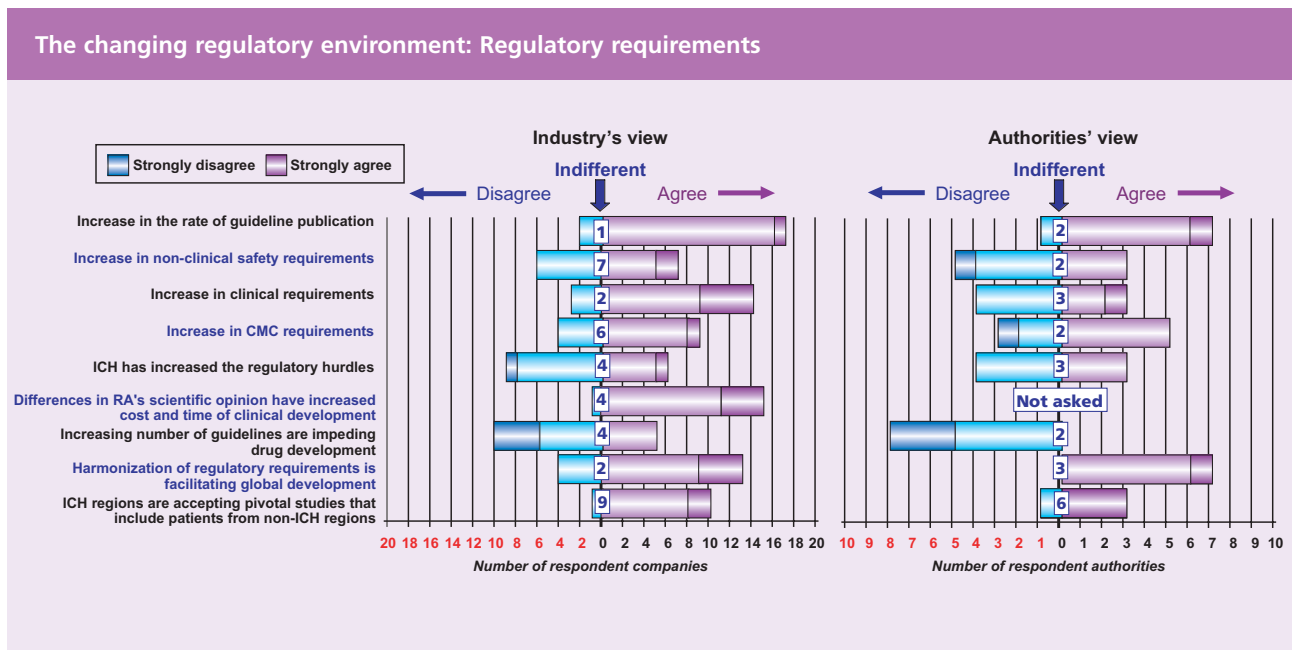 The changing regulatory environment: Regulatory requirements
Industry's view
Authorities' view
Strongly disagree
Strongly agree
Indifferent
Disagree
Agree
Indifferent
Disagree
Agree
Increase in the rate of guideline publication
1
2
Increase in non-clinical safety requirements
7
2
Increase in clinical requirements
2
3
Increase in CMC requirements
6
2
ICH has increased the regulatory hurdles
4
3
Differences in RA's scientific opinion have increased
cost and time of clinical development
4
Not asked
Increasing number of guidelines are impeding
drug development
4
2
Harmonization of regulatory requirements is
facilitating global development
2
3
ICH regions are accepting pivotal studies that
include patients from non-ICH regions
9
6
20 18 16 14 12 10 8 6 4 2 0 2 4 6 8 10 12 14 16 18 20
10 9 8 7 6 5 4 3 2 1 0 1 2 3 4 5 6 7 8 9 10
Number of respondent companies
Number of respondent authorities